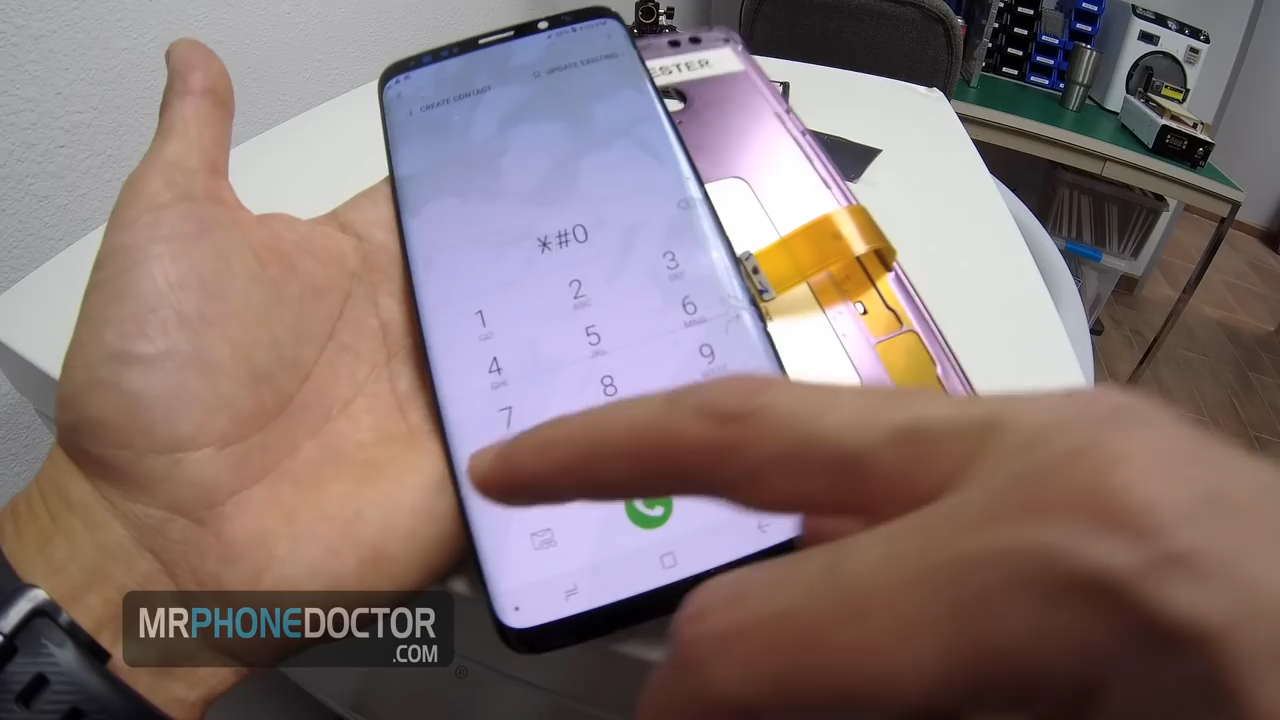 ESTER
UPDATE EXISTING
CREATE CONTACT
*#0
1
2
3
4
5
6
7
8
9
MRPHONEDOCTOR
.COM
®